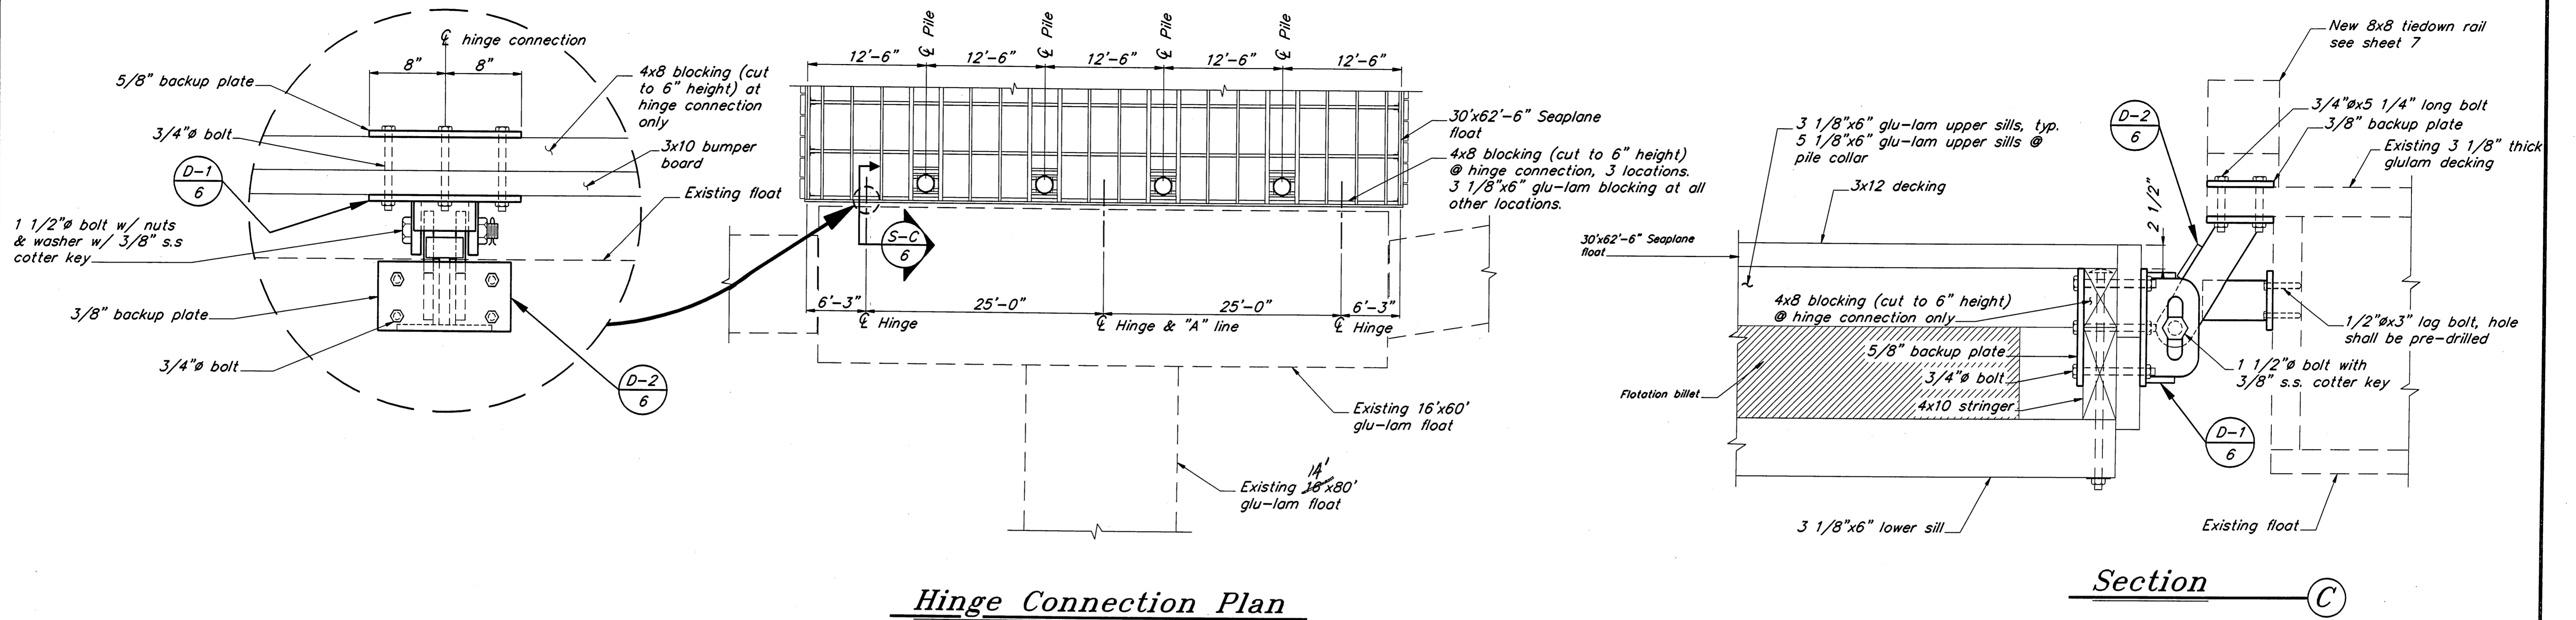 ℄ hinge connection
8"
8"
5/8" backup plate
3/4"ø bolt
D-1
6
1 1/2"ø bolt w/ nuts
& washer w/ 3/8" s.s
cotter key
3/8" backup plate
3/4"ø bolt
4x8 blocking (cut
to 6" height) at
hinge connection
only
3x10 bumper
board
Existing float
D-2
6
℄ Pile
℄ Pile
℄ Pile
℄ Pile
12'-6"
12'-6"
12'-6"
12'-6"
12'-6"
30'x62'-6" Seaplane
float
4x8 blocking (cut to 6" height)
@ hinge connection, 3 locations.
3 1/8"x6" glu-lam blocking at all
other locations.
S-C
6
6'-3"
25'-0"
25'-0"
6'-3"
℄ Hinge
℄ Hinge & "A" line
℄ Hinge
Existing 16'x60'
glu-lam float
14'
Existing 16'x80'
glu-lam float
Hinge Connection Plan
New 8x8 tiedown rail
see sheet 7
D-2
6
3/4"øx5 1/4" long bolt
3/8" backup plate
Existing 3 1/8" thick
glulam decking
3 1/8"x6" glu-lam upper sills, typ.
5 1/8"x6" glu-lam upper sills @
pile collar
3x12 decking
2 1/2"
30'x62'-6" Seaplane
float
4x8 blocking (cut to 6" height)
@ hinge connection only
5/8" backup plate
3/4"ø bolt
4x10 stringer
Flotation billet
1/2"øx3" lag bolt, hole
shall be pre-drilled
1 1/2"ø bolt with
3/8" s.s. cotter key
D-1
6
3 1/8"x6" lower sill
Existing float
Section C